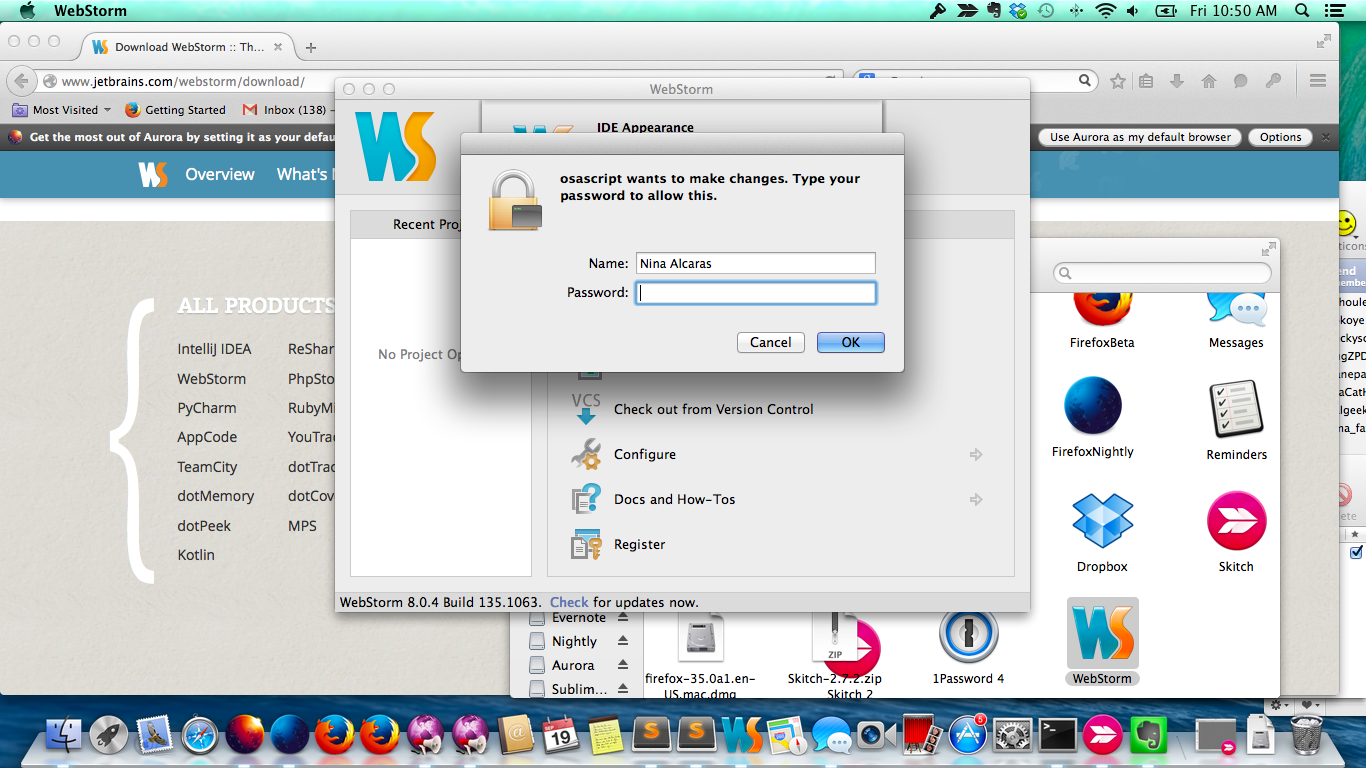 WebStorm
Fri 10:50 AM
Download WebStorm :: Th...
www.jetbrains.com/webstorm/download/
Most Visited
Getting Started
Inbox (138)
Get the most out of Aurora by setting it as your defau
Use Aurora as my default browser
Options
WS
Overview
What's
ALL PRODUCTS
IntelliJ IDEA
ReShar
WebStorm
PhpSto
PyCharm
RubyMi
AppCode
YouTrac
TeamCity
dotTrac
dotMemory
dotCov
dotPeek
MPS
Kotlin
WebStorm
WS
IDE Appearance
Recent Proj
No Project Op
osascript wants to make changes. Type your
password to allow this.
Name: Nina Alcaras
Password:
Cancel
OK
VCS
Check out from Version Control
Configure
Docs and How-Tos
Register
WebStorm 8.0.4 Build 135.1063. Check for updates now.
FirefoxBeta
Messages
FirefoxNightly
Reminders
Dropbox
Skitch
WS
WebStorm
Evernote
Nightly
Aurora
Sublim...
firefox-35.0a1.en-
US.mac.dmg
ZIP
Skitch-2.7.2.zip
Skitch 2
1Password 4
SEP
19
WS
5